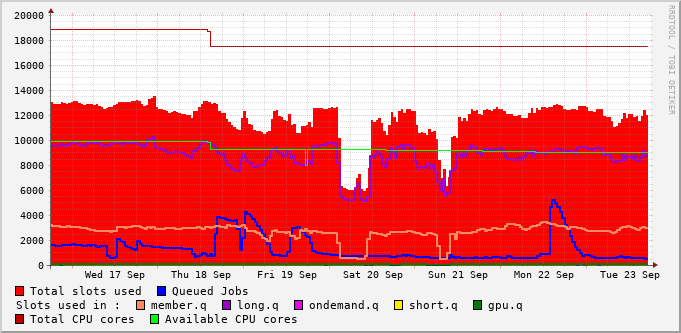 20000
18000
16000
14000
12000
10000
8000
6000
4000
2000
0
Wed 17 Sep Thu 18 Sep Fri 19 Sep Sat 20 Sep Sun 21 Sep Mon 22 Sep Tue 23 Sep
RRDTOOL / TOBI OETIKER
Total slots used Queued Jobs
Slots used in : member.q long.q ondemand.q short.q gpu.q
Total CPU cores Available CPU cores